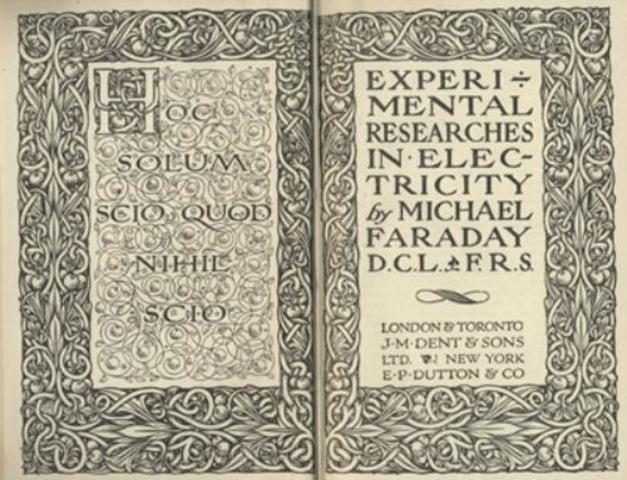 HOC
SOLUM
SCIO QUOD
NIHIL
SCIO
EXPERI÷
MENTAL
RESEARCHES
IN·ELEC-
TRICITY
by MICHAEL
FARADAY
D.C.L. & F.R.S.
LONDON & TORONTO
J·M·DENT & SONS
LTD. NEW YORK
E·P·DUTTON & CO